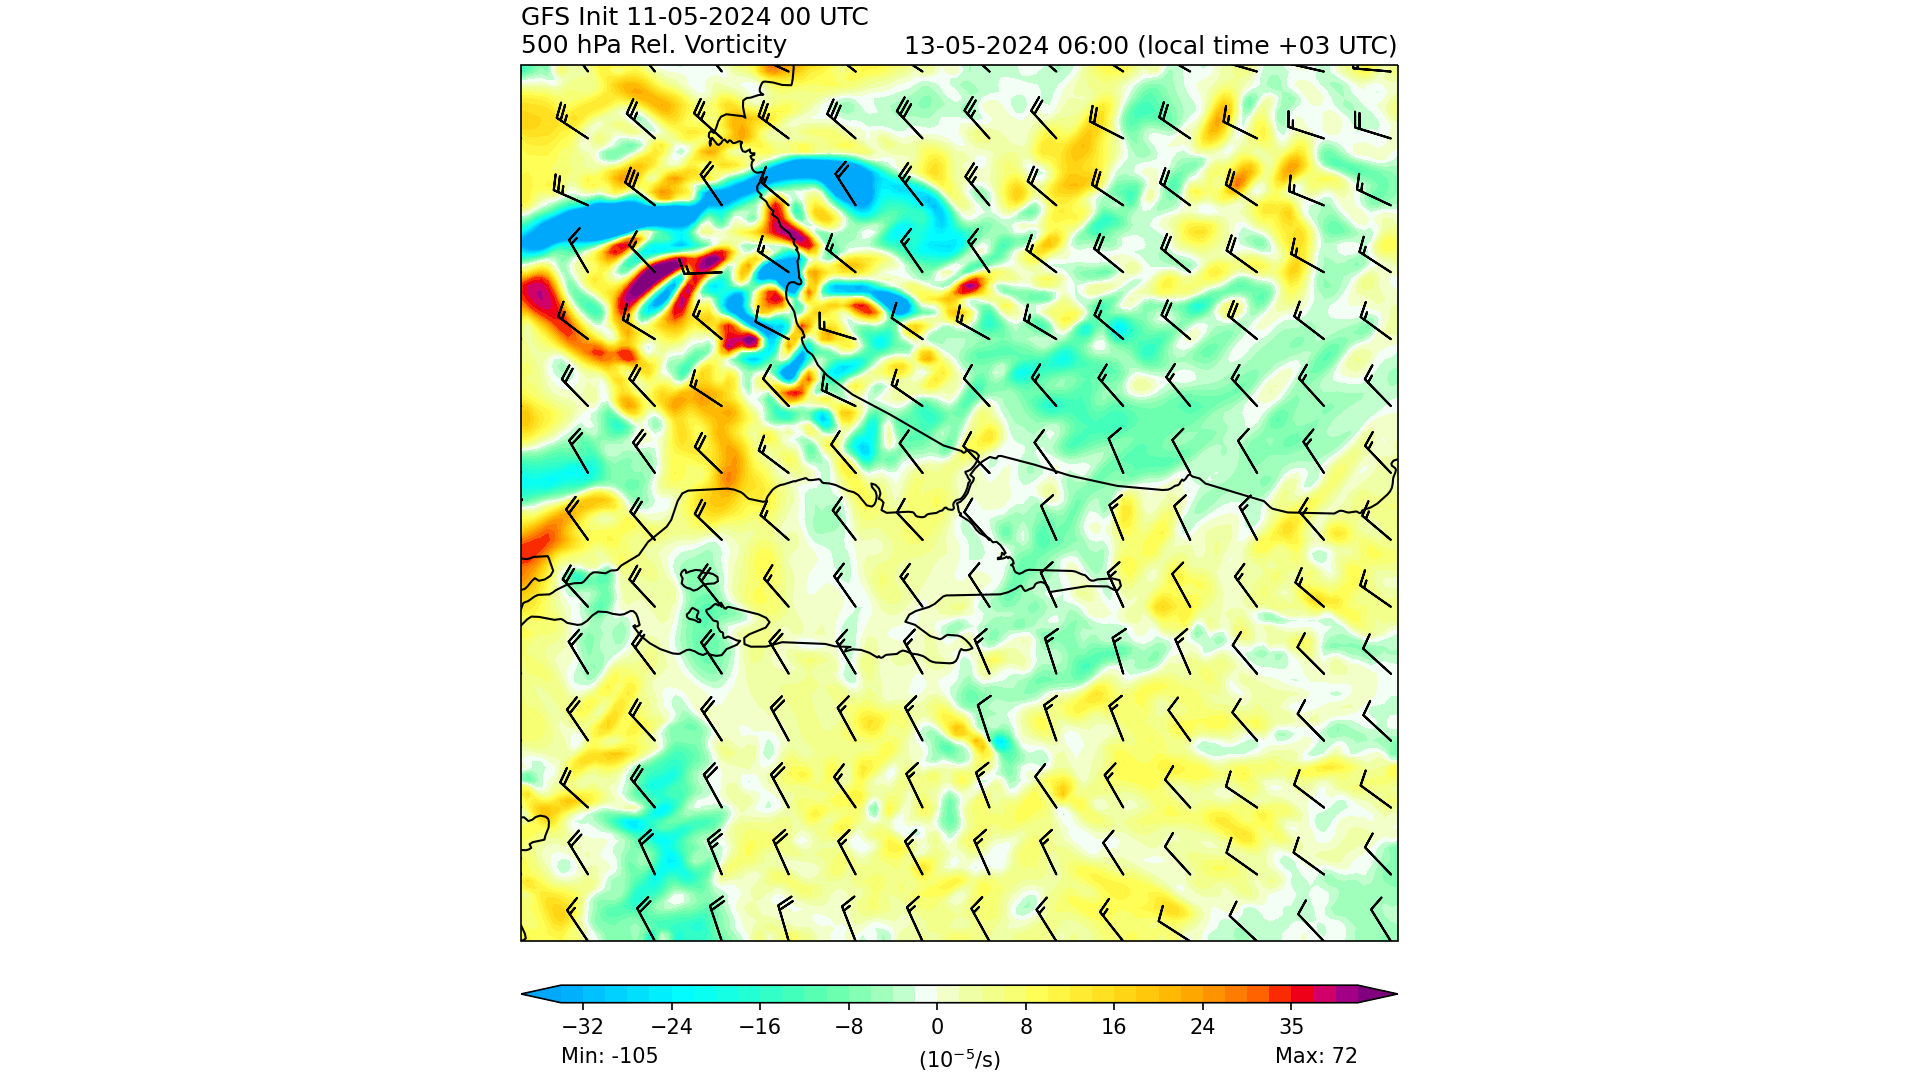 GFS Init 11-05-2024 00 UTC
500 hPa Rel. Vorticity
13-05-2024 06:00 (local time +03 UTC)
−32 −24 −16 −8 0 8 16 24 35
Min: -105 (10⁻⁵/s) Max: 72